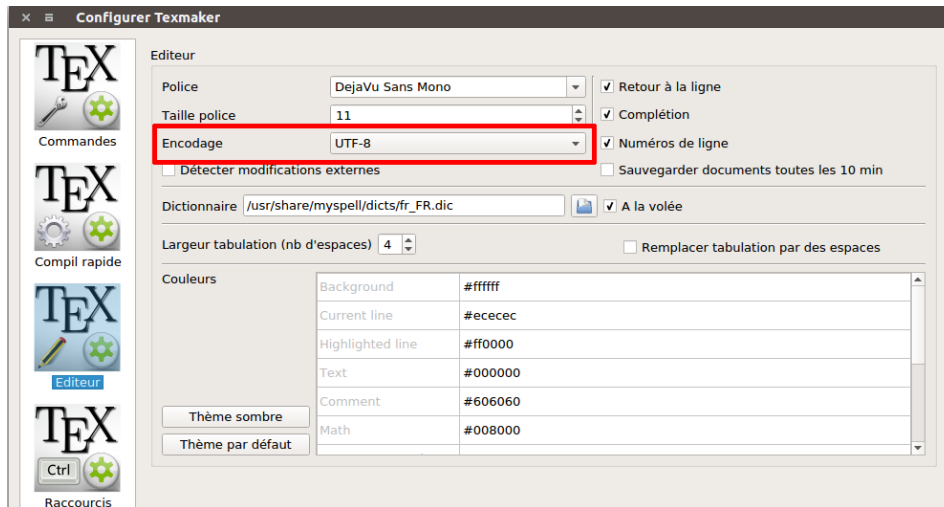 Configurer Texmaker
TEX
Commandes
TEX
Compil rapide
TEX
Editeur
TEX
Ctrl
Raccourcis
Editeur
Police DejaVu Sans Mono Retour à la ligne
Taille police 11 Complétion
Encodage UTF-8 Numéros de ligne
Détecter modifications externes Sauvegarder documents toutes les 10 min
Dictionnaire /usr/share/myspell/dicts/fr_FR.dic A la volée
Largeur tabulation (nb d'espaces) 4 Remplacer tabulation par des espaces
Couleurs
Background #ffffff
Current line #ececec
Highlighted line #ff0000
Text #000000
Comment #606060
Math #008000
Thème sombre
Thème par défaut